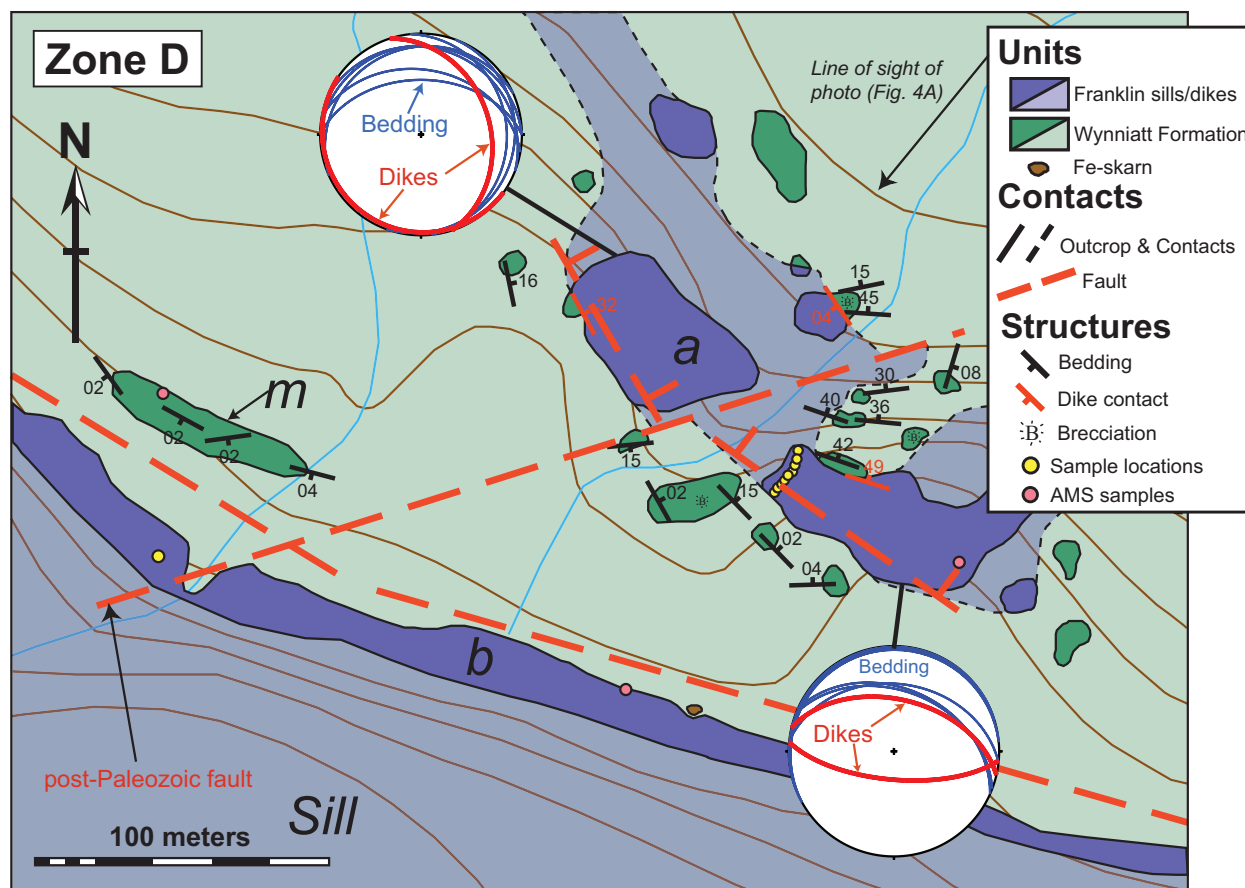 Zone D
N
Bedding
Dikes
Line of sight of
photo (Fig. 4A)
Units
Franklin sills/dikes
Wynniatt Formation
Fe-skarn
Contacts
Outcrop & Contacts
Fault
Structures
Bedding
Dike contact
B Brecciation
Sample locations
AMS samples
16
32
a
15
B
45
04
30
08
40
36
B
42
49
15
02
B
15
02
04
m
02
02
02
04
b
Bedding
Dikes
post-Paleozoic fault
Sill
100 meters